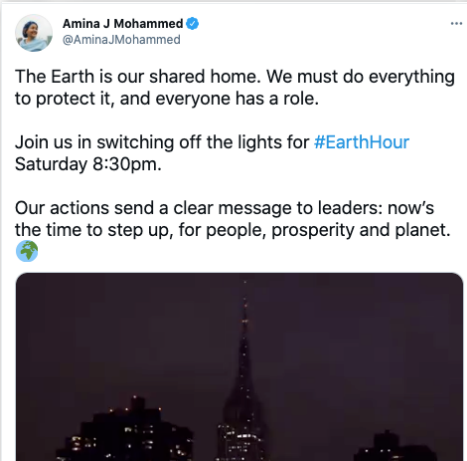 Amina J Mohammed
@AminaJMohammed
The Earth is our shared home. We must do everything
to protect it, and everyone has a role.
Join us in switching off the lights for #EarthHour
Saturday 8:30pm.
Our actions send a clear message to leaders: now’s
the time to step up, for people, prosperity and planet.